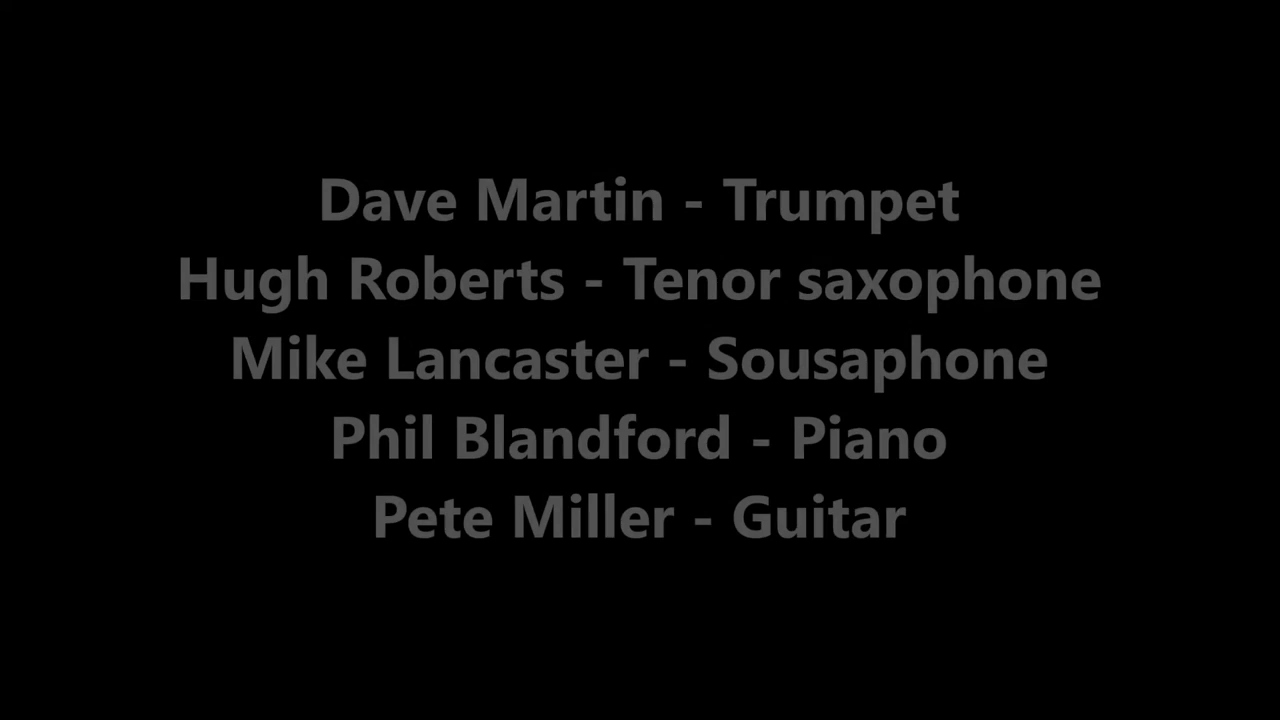 Dave Martin - Trumpet
Hugh Roberts - Tenor saxophone
Mike Lancaster - Sousaphone
Phil Blandford - Piano
Pete Miller - Guitar